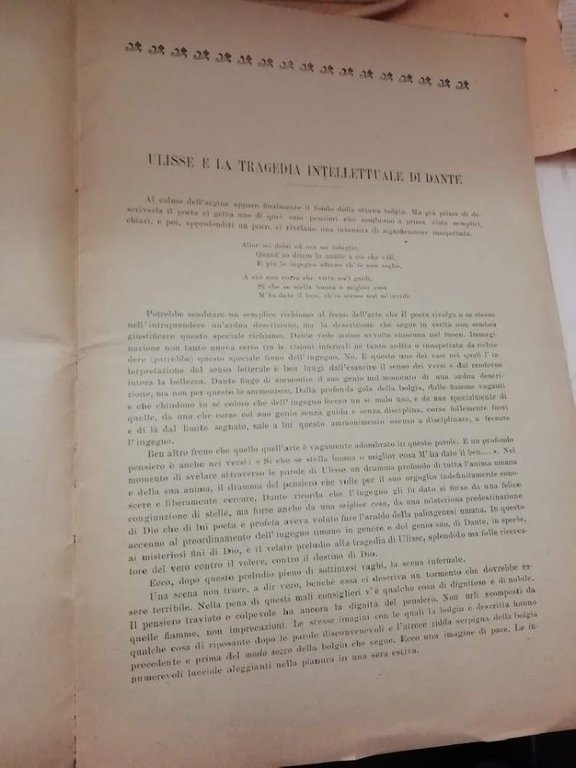 ULISSE E LA TRAGEDIA INTELLETTUALE DI DANTE
Al colmo dell'argine appare finalmente il fondo della ottava bolgia. Ma già prima di de-
scriverla il poeta ci getta uno di quei suoi pensieri che sembrano a prima vista semplici,
chiari, e poi, approfonditi un poco, ci rivelano una intensità di significazione inaspettata.
Allor mi dolsi ed ora mi ridoglio,
Quand'io drizzo la mente a ciò che vidi,
E più lo ingegno affreno ch'io non soglio,
A ciò non corra che virtù nol guidi,
Sì che se stella buona o miglior cosa
M'ha dato il ben, ch'io stesso nol m'invidi
Potrebbe sembrare un semplice richiamo al freno dell'arte che il poeta rivolga a se stesso
nell'intraprendere un'ardua descrizione, ma la descrizione che segue in verità non sembra
giustificare questo speciale richiamo. Dante vede anime avvolte ciascuna nel fuoco. Immagi-
nazione non tanto nuova certo tra le visioni infernali nè tanto ardita e inaspettata da richie-
dere (parrebbe) questo speciale freno dell'ingegno. No. E questo uno dei casi nei quali l'in-
terpretazione del senso letterale è ben lungi dall'esaurire il senso dei versi e dal renderne
intera la bellezza. Dante finge di ammonire il suo genio nel momento di una ardua descri-
zione, ma non per questo lo ammonisce. Dalla profonda gola della bolgia, dalle fiamme vaganti
e che chiudono in sè coloro che dell'ingegno fecero un sì malo uso, e da una specialmente di
quelle, da una che corse col suo genio senza guida e senza disciplina, corse follemente fuori
e di là dal limite segnato, sale a lui questo ammonimento oscuro a disciplinare, a frenare
l'ingegno.
Ben altro freno che quello quell'arte è vagamente adombrato in queste parole. E un profondo
pensiero è anche nei versi: « Sì che se stella buona o miglior cosa M'ha dato il ben.... ». Nel
momento di svelare attraverso le parole di Ulisse un dramma profondo di tutta l'anima umana
e della sua anima, il dramma del pensiero che volle per il suo orgoglio indefinitamente cono-
scere e liberamente cercare, Dante ricorda che l'ingegno gli fu dato sì forse da una felice
congiunzione di stelle, ma forse anche da una miglior cosa, da una misteriosa predestinazione
di Dio che di lui poeta e profeta aveva voluto fare l'araldo della palingenesi umana. In questo
accenno al preordinamento dell'ingegno umano in genere e del genio suo, di Dante, in specie,
ai misteriosi fini di Dio, è il velato preludio alla tragedia di Ulisse, splendido ma folle ricerca-
tore del vero contro il volere, contro il destino di Dio.
Ecco, dopo questo preludio pieno di sottintesi vaghi, la scena infernale.
Una scena non truce, a dir vero, benchè essa ci descriva un tormento che dovrebbe es-
sere terribile. Nella pena di questi mali consiglieri v'è qualche cosa di dignitoso e di nobile.
Il pensiero traviato e colpevole ha ancora la dignità del pensiero. Non urli scomposti da
quelle fiamme, non imprecazioni. Le stesse imagini con le quali la bolgia è descritta hanno
qualche cosa di riposante dopo le parole disconvenevoli e l'atroce ridda serpigna della bolgia
precedente e prima del modo sozzo della bolgia che segue. Ecco una imagine di pace. Le in-
numerevoli lucciole aleggianti nella pianura in una sera estiva.